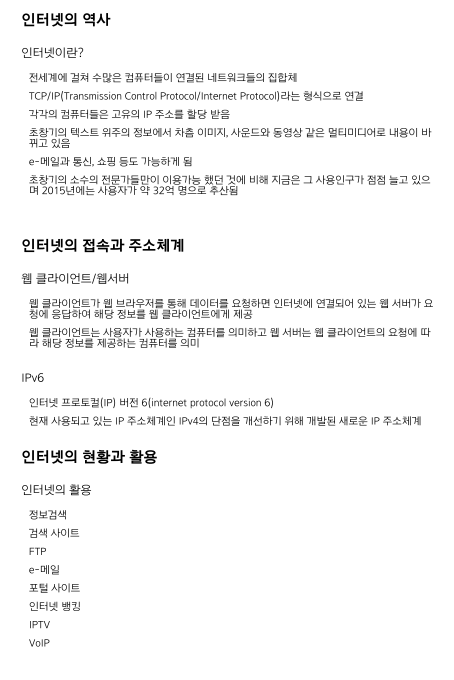 인터넷의 역사
인터넷이란?
전세계에 걸쳐 수많은 컴퓨터들이 연결된 네트워크들의 집합체
TCP/IP(Transmission Control Protocol/Internet Protocol)라는 형식으로 연결
각각의 컴퓨터들은 고유의 IP 주소를 할당 받음
초창기의 텍스트 위주의 정보에서 차츰 이미지, 사운드와 동영상 같은 멀티미디어로 내용이 바
뀌고 있음
e-메일과 통신, 쇼핑 등도 가능하게 됨
초창기의 소수의 전문가들만이 이용가능 했던 것에 비해 지금은 그 사용인구가 점점 늘고 있으
며 2015년에는 사용자가 약 32억 명으로 추산됨
인터넷의 접속과 주소체계
웹 클라이언트/웹서버
웹 클라이언트가 웹 브라우저를 통해 데이터를 요청하면 인터넷에 연결되어 있는 웹 서버가 요
청에 응답하여 해당 정보를 웹 클라이언트에게 제공
웹 클라이언트는 사용자가 사용하는 컴퓨터를 의미하고 웹 서버는 웹 클라이언트의 요청에 따
라 해당 정보를 제공하는 컴퓨터를 의미
IPv6
인터넷 프로토컬(IP) 버전 6(internet protocol version 6)
현재 사용되고 있는 IP 주소체계인 IPv4의 단점을 개선하기 위해 개발된 새로운 IP 주소체계
인터넷의 현황과 활용
인터넷의 활용
정보검색
검색 사이트
FTP
e-메일
포털 사이트
인터넷 뱅킹
IPTV
VoIP